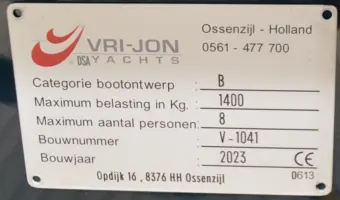 VRI-JON
DSA YACHTS
Ossenzijl - Holland
0561 - 477 700
Categorie bootontwerp : B
Maximum belasting in Kg. : 1400
Maximum aantal personen: 8
Bouwnummer : V-1041
Bouwjaar : 2023 CE
Opdijk 16 , 8376 HH Ossenzijl 0613